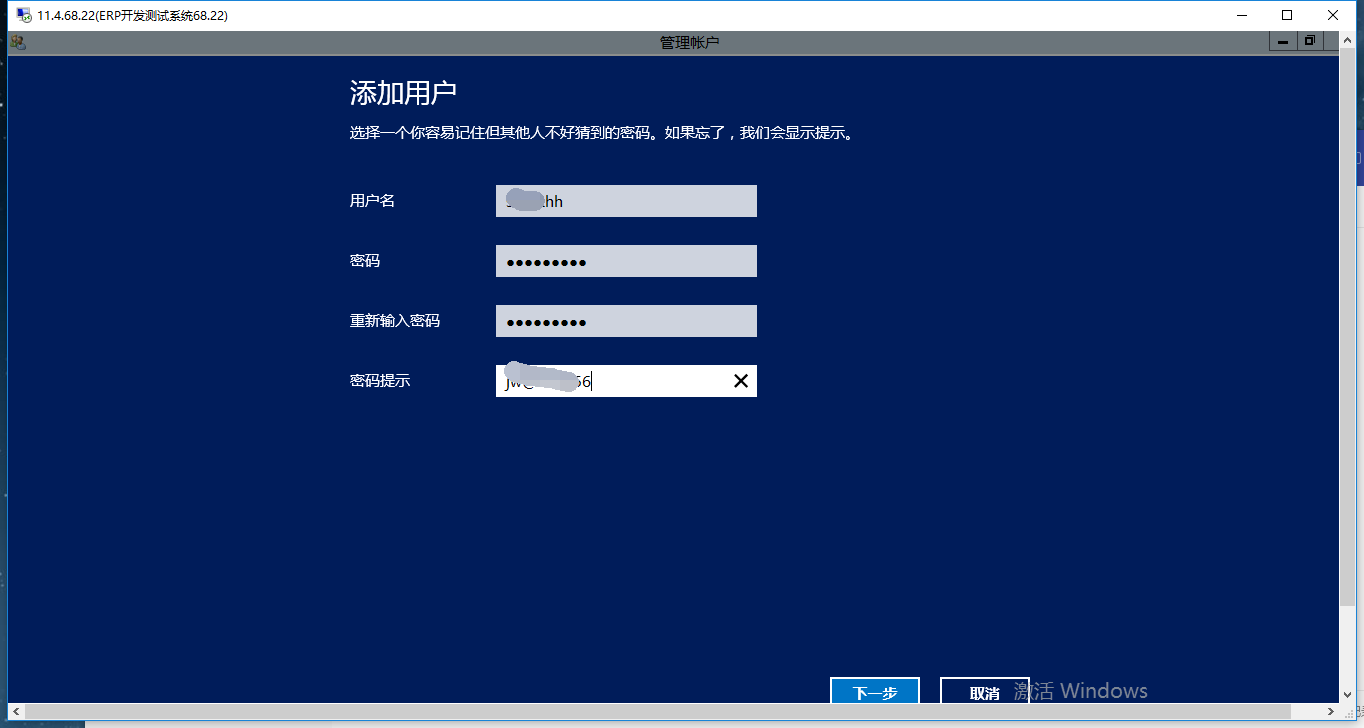 11.4.68.22(ERP开发测试系统68.22)
管理帐户
添加用户
选择一个你容易记住但其他人不好猜到的密码。如果忘了，我们会显示提示。
用户名
hh
密码
●●●●●●●●●
重新输入密码
●●●●●●●●●
密码提示
56
下一步
取消
激活 Windows